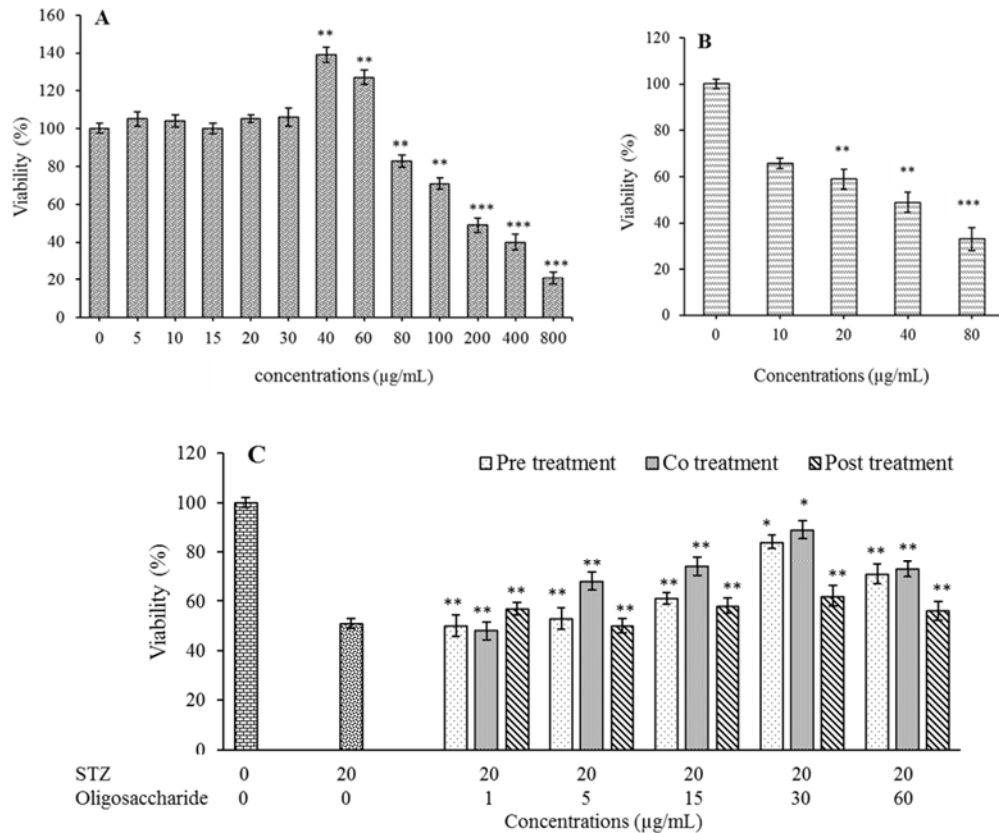 A
160
140
120
100
80
60
40
20
0
Viability (%)
** ** ** ** *** *** ***
0 5 10 15 20 30 40 60 80 100 200 400 800
concentrations (µg/mL)
B
120
100
80
60
40
20
0
Viability (%)
** ** ***
0 10 20 40 80
Concentrations (µg/mL)
C
Pre treatment Co treatment Post treatment
120
100
80
60
40
20
0
Viability (%)
** ** ** ** ** ** ** ** ** * * ** ** ** **
STZ 0 20 20 20 20 20 20
Oligosaccharide 0 0 1 5 15 30 60
Concentrations (µg/mL)